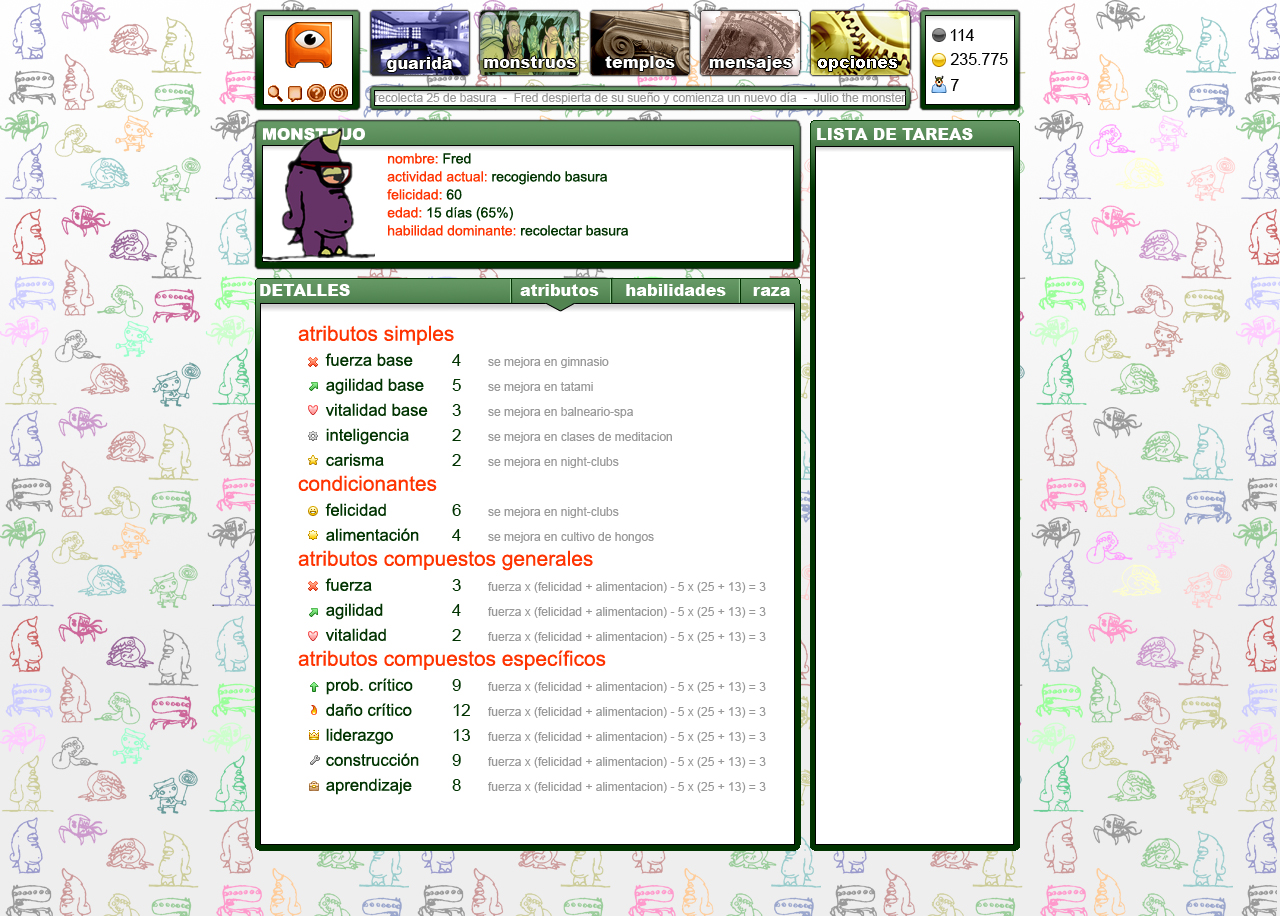 guarida
monstruos
templos
mensajes
opciones
114
235.775
7
recolecta 25 de basura - Fred despierta de su sueño y comienza un nuevo día - Julio the monster
MONSTRUO
nombre: Fred
actividad actual: recogiendo basura
felicidad: 60
edad: 15 días (65%)
habilidad dominante: recolectar basura
LISTA DE TAREAS
DETALLES
atributos
habilidades
raza
atributos simples
fuerza base 4 se mejora en gimnasio
agilidad base 5 se mejora en tatami
vitalidad base 3 se mejora en balneario-spa
inteligencia 2 se mejora en clases de meditacion
carisma 2 se mejora en night-clubs
condicionantes
felicidad 6 se mejora en night-clubs
alimentación 4 se mejora en cultivo de hongos
atributos compuestos generales
fuerza 3 fuerza x (felicidad + alimentacion) - 5 x (25 + 13) = 3
agilidad 4 fuerza x (felicidad + alimentacion) - 5 x (25 + 13) = 3
vitalidad 2 fuerza x (felicidad + alimentacion) - 5 x (25 + 13) = 3
atributos compuestos específicos
prob. crítico 9 fuerza x (felicidad + alimentacion) - 5 x (25 + 13) = 3
daño crítico 12 fuerza x (felicidad + alimentacion) - 5 x (25 + 13) = 3
liderazgo 13 fuerza x (felicidad + alimentacion) - 5 x (25 + 13) = 3
construcción 9 fuerza x (felicidad + alimentacion) - 5 x (25 + 13) = 3
aprendizaje 8 fuerza x (felicidad + alimentacion) - 5 x (25 + 13) = 3